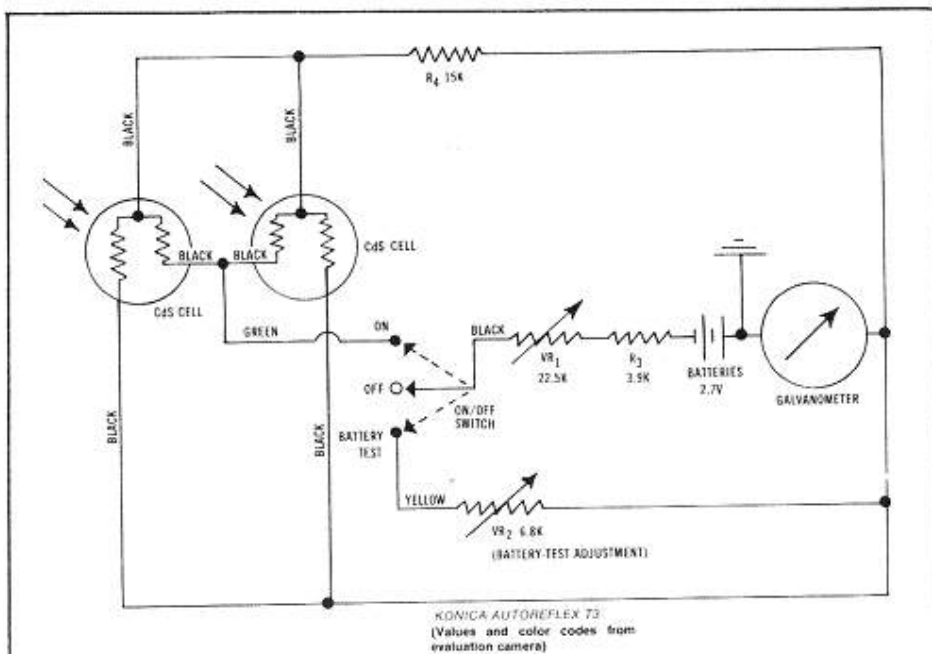 R4 15K
BLACK
BLACK
CdS CELL
BLACK
BLACK
CdS CELL
GREEN
ON
BLACK
VR1
22.5K
R3
3.9K
BATTERIES
2.7V
GALVANOMETER
OFF
ON/OFF
SWITCH
BLACK
BLACK
BATTERY
TEST
YELLOW
VR2 6.8K
(BATTERY-TEST ADJUSTMENT)
KONICA AUTOREFLEX T3
(Values and color codes from
evaluation camera)